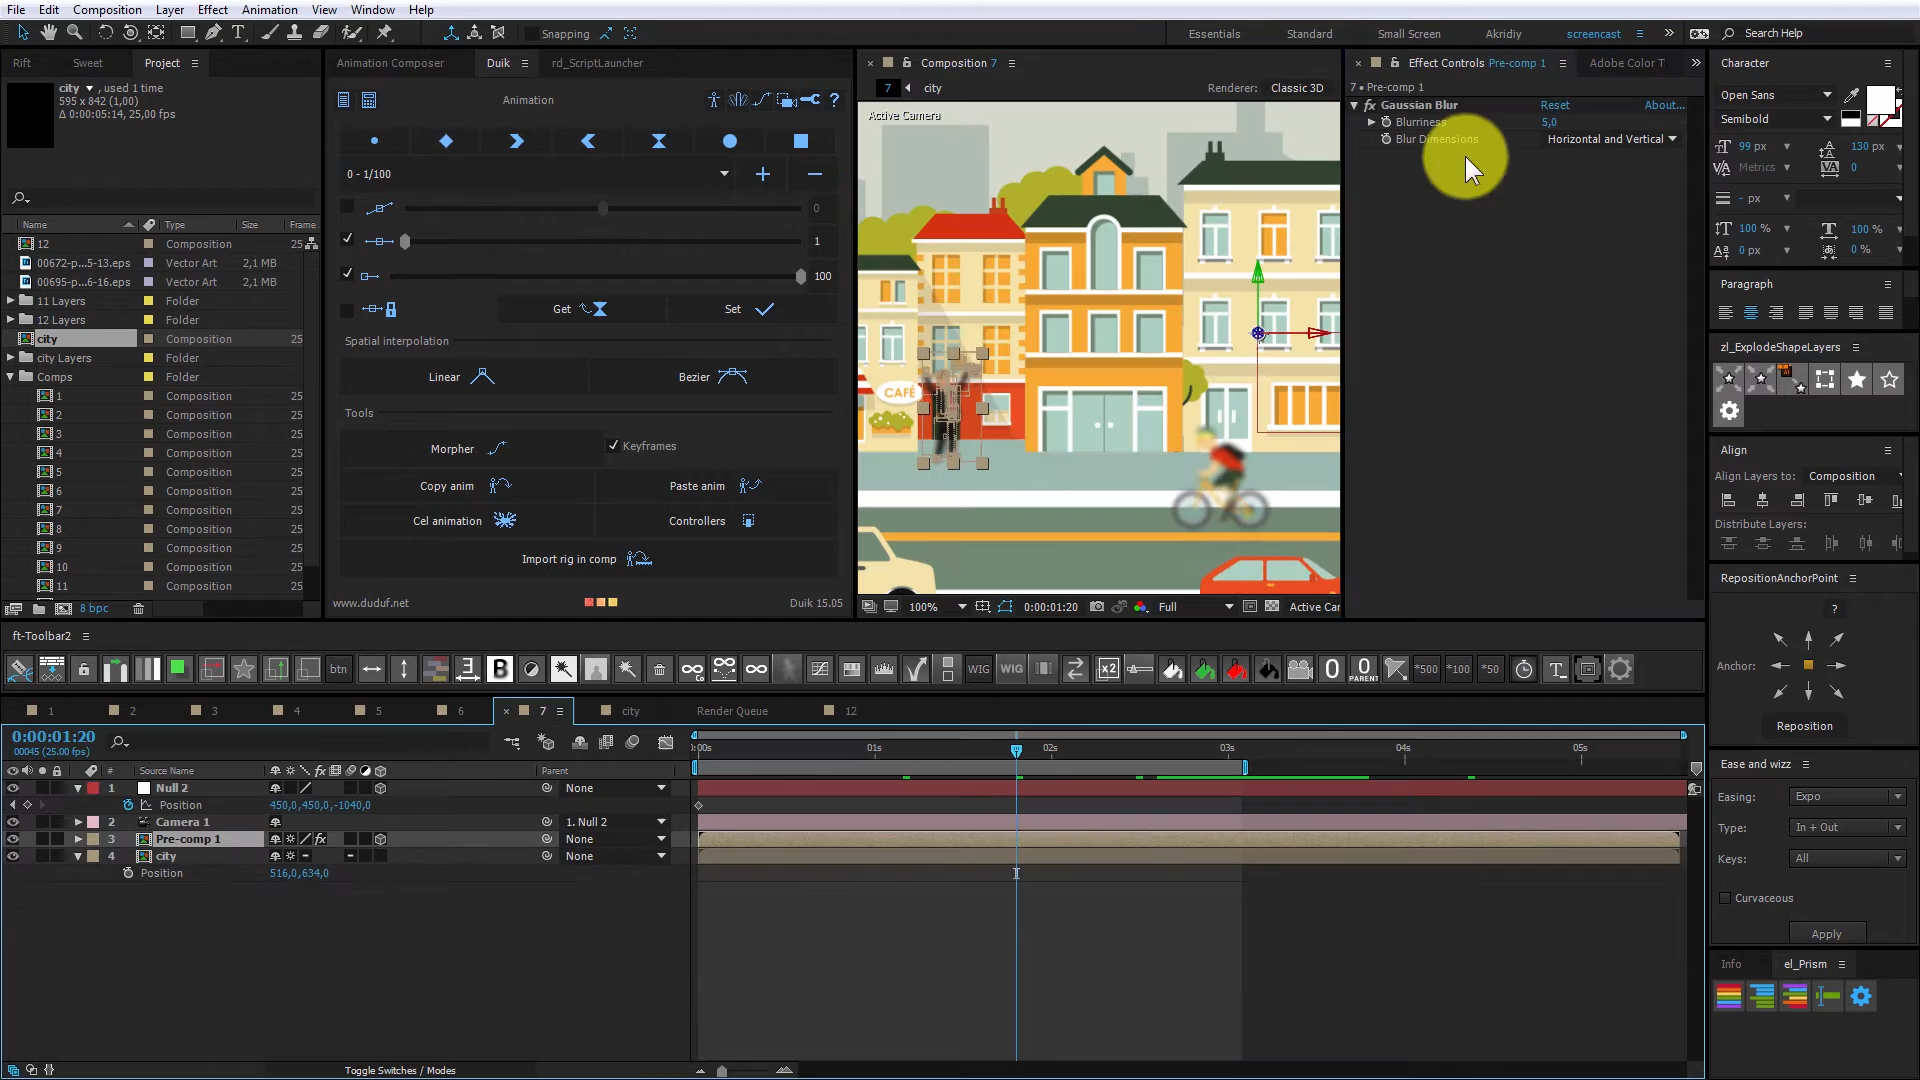 File Edit Composition Layer Effect Animation View Window Help
Snapping
Essentials Standard Small Screen Akridiy screencast Search Help
Rift Sweet Project
Animation Composer Duik rd_ScriptLauncher
Composition 7
Effect Controls Pre-comp 1 Adobe Color T
Character
city , used 1 time
595 x 842 (1,00)
Δ 0:00:05:14, 25,00 fps
Animation
7 city
Renderer: Classic 3D
7 • Pre-comp 1
Open Sans
Active Camera
Gaussian Blur Reset About...
Blurriness 5,0
Semibold
Blur Dimensions Horizontal and Vertical
99 px 130 px
Metrics 0
0 - 1/100
- px
0
1
100 % 100 %
0 px 0 %
100
Name Type Size Frame
12 Composition 25
00672-p...5-13.eps Vector Art 2,1 MB
00695-p...6-16.eps Vector Art 2,1 MB
11 Layers Folder
12 Layers Folder
city Composition 25
city Layers Folder
Comps Folder
1 Composition 25
2 Composition 25
3 Composition 25
4 Composition 25
5 Composition 25
6 Composition 25
7 Composition 25
8 Composition 25
9 Composition 25
10 Composition 25
11 Composition 25
8 bpc
Get Set
Spatial interpolation
Linear Bezier
Tools
Morpher Keyframes
Copy anim Paste anim
Cel animation Controllers
Import rig in comp
www.duduf.net Duik 15.05
CAFÉ
100% 0:00:01:20 Full Active Car
Paragraph
zl_ExplodeShapeLayers
Align
Align Layers to: Composition
Distribute Layers:
RepositionAnchorPoint
?
Anchor:
Reposition
ft-Toolbar2
btn B WIG WIG x2 0 0 PARENT *500 *100 *50 T
1 2 3 4 5 6 7 city Render Queue 12
0:00:01:20
00045 (25.00 fps)
:00s 01s 02s 03s 04s 05s
# Source Name fx Parent
1 Null 2 None
Position 450,0,450,0,-1040,0
2 Camera 1 1. Null 2
3 Pre-comp 1 fx None
4 city None
Position 516,0,634,0
Toggle Switches / Modes
Ease and wizz
Easing: Expo
Type: In + Out
Keys: All
Curvaceous
Apply
Info el_Prism